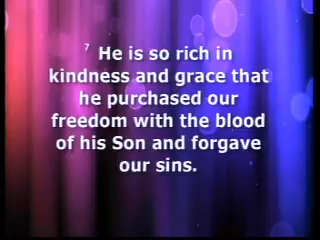 7 He is so rich in
kindness and grace that
he purchased our
freedom with the blood
of his Son and forgave
our sins.